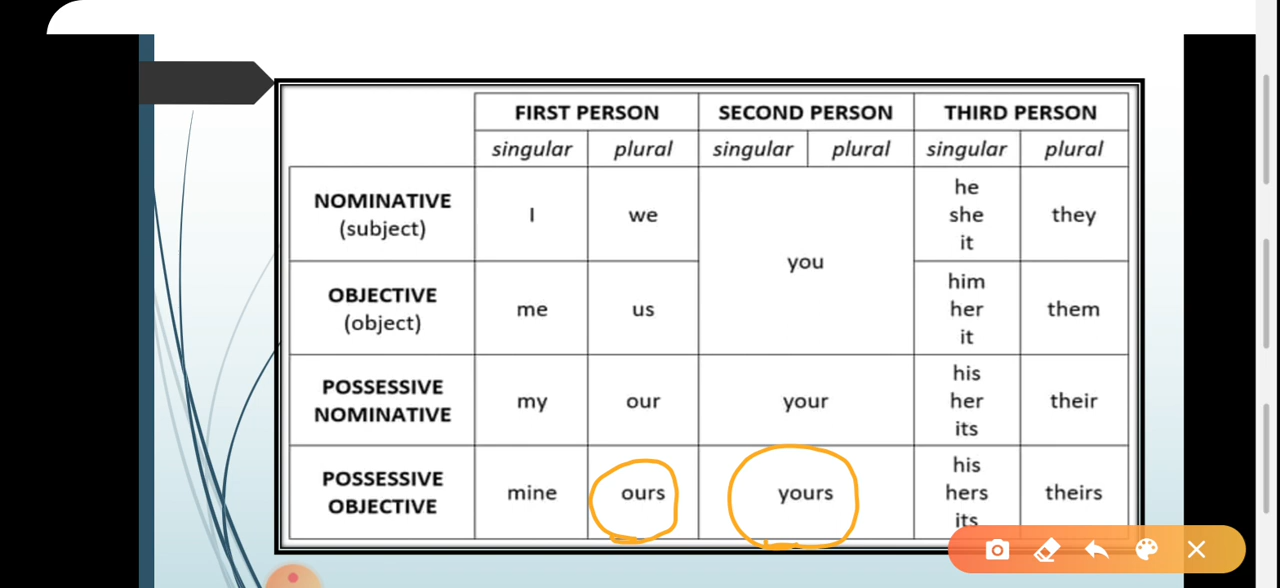 FIRST PERSON SECOND PERSON THIRD PERSON
singular plural singular plural singular plural
NOMINATIVE
(subject)
I we you
he
she
it
they
OBJECTIVE
(object)
me us
him
her
it
them
POSSESSIVE
NOMINATIVE
my our your
his
her
its
their
POSSESSIVE
OBJECTIVE
mine ours yours
his
hers
its
theirs